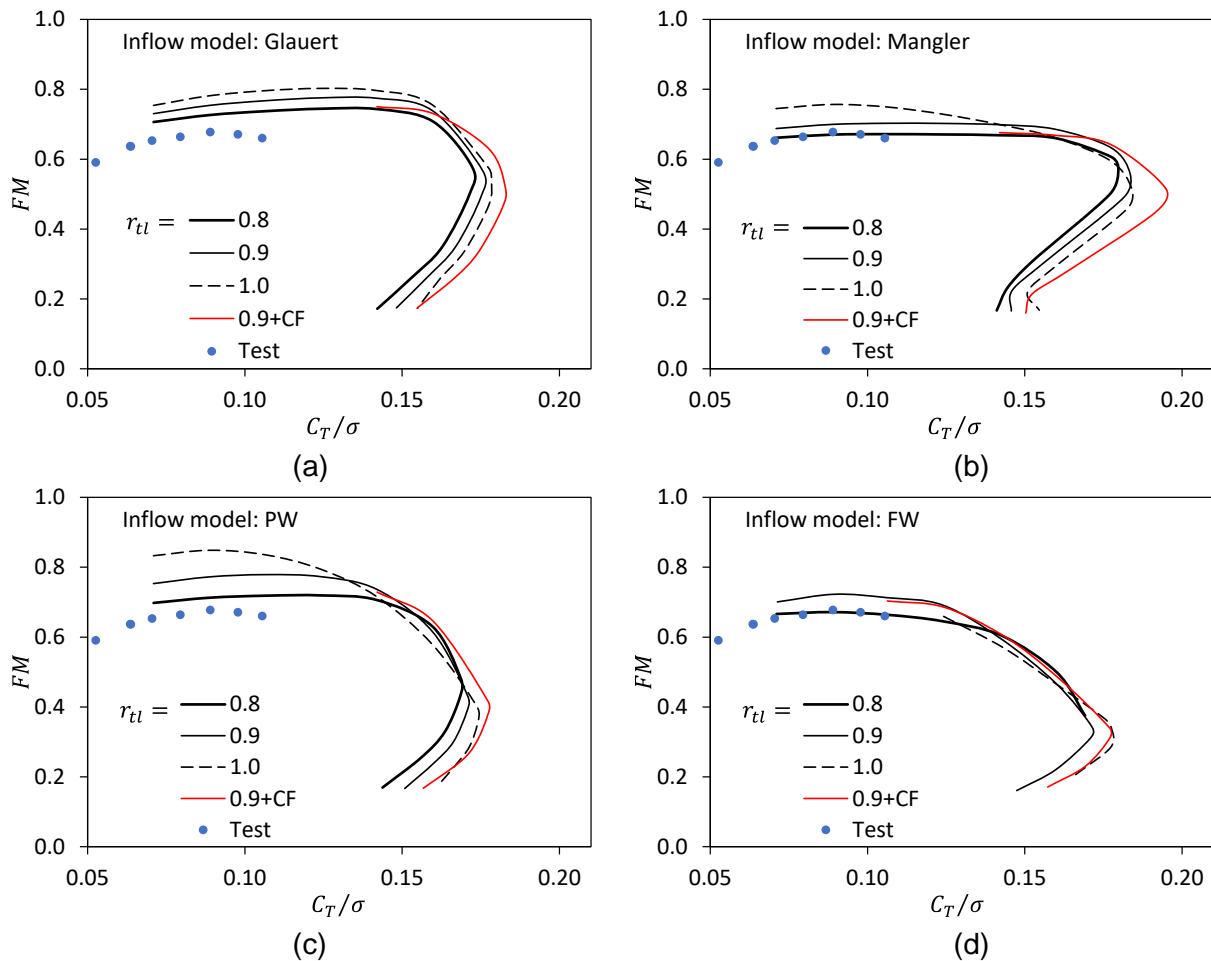 1.0
Inflow model: Glauert
0.8
0.6
FM
0.4
0.2
0.0
r_tl =
0.8
0.9
1.0
0.9+CF
Test
0.05 0.10 0.15 0.20
C_T/σ
(a)
1.0
Inflow model: Mangler
0.8
0.6
FM
0.4
0.2
0.0
r_tl =
0.8
0.9
1.0
0.9+CF
Test
0.05 0.10 0.15 0.20
C_T/σ
(b)
1.0
Inflow model: PW
0.8
0.6
FM
0.4
0.2
0.0
r_tl =
0.8
0.9
1.0
0.9+CF
Test
0.05 0.10 0.15 0.20
C_T/σ
(c)
1.0
Inflow model: FW
0.8
0.6
FM
0.4
0.2
0.0
r_tl =
0.8
0.9
1.0
0.9+CF
Test
0.05 0.10 0.15 0.20
C_T/σ
(d)